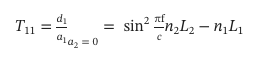 T₁₁ = d₁/a₁ a₂ = 0 = sin² πf/c n₂L₂ − n₁L₁